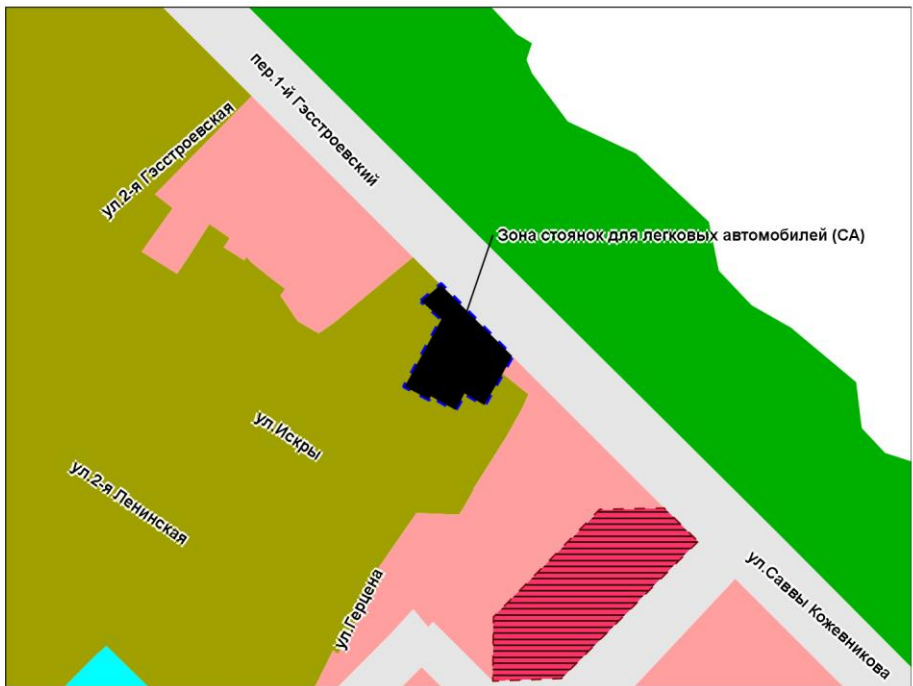 пер.1-й Гэсстроевский
ул.2-я Гэсстроевская
Зона стоянок для легковых автомобилей (СА)
ул.Искры
ул.2-я Ленинская
ул.Герцена
ул.Саввы Кожевникова